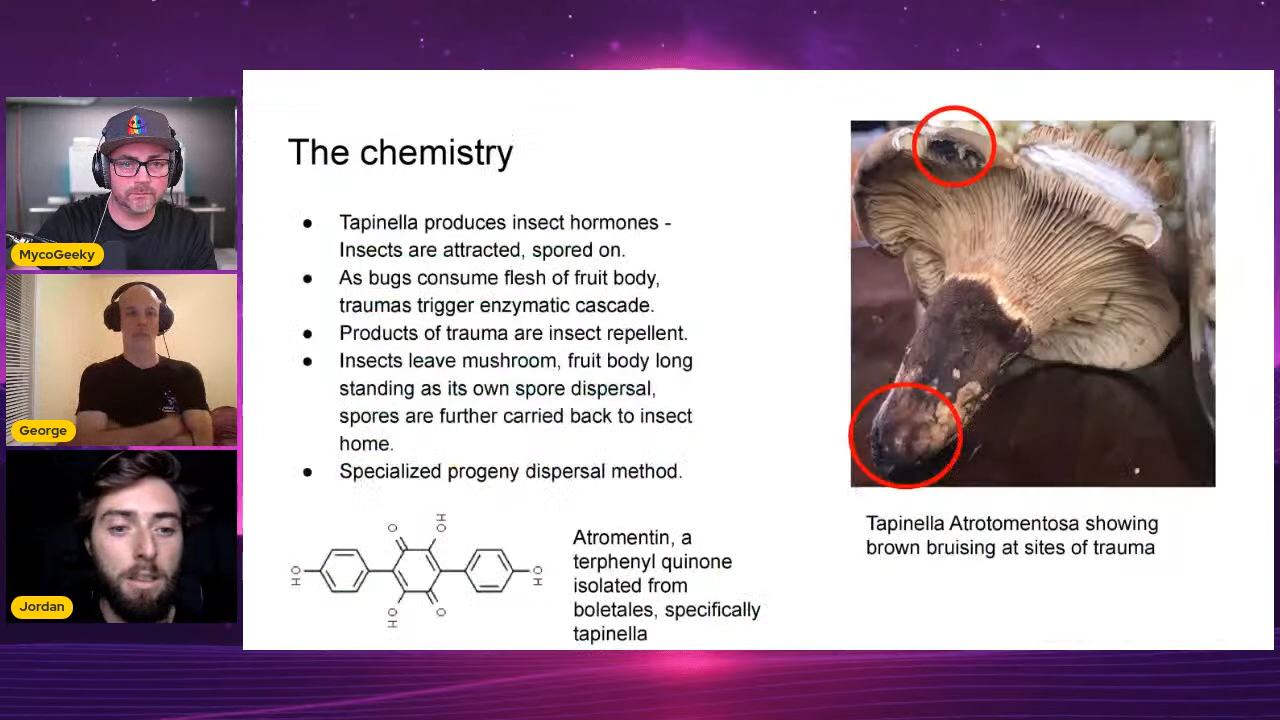 The chemistry
● Tapinella produces insect hormones -
Insects are attracted, spored on.
● As bugs consume flesh of fruit body,
traumas trigger enzymatic cascade.
● Products of trauma are insect repellent.
● Insects leave mushroom, fruit body long
standing as its own spore dispersal,
spores are further carried back to insect
home.
● Specialized progeny dispersal method.
O
OH
HO
OH
HO
O
Atromentin, a
terphenyl quinone
isolated from
boletales, specifically
tapinella
Tapinella Atrotomentosa showing
brown bruising at sites of trauma
MycoGeeky
George
Jordan